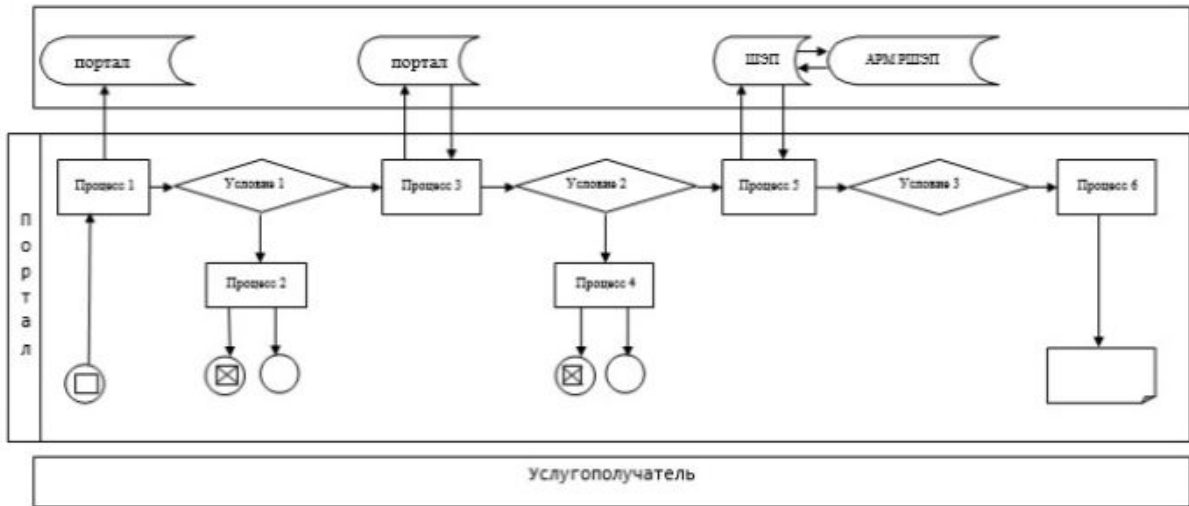 портал
портал
ШЭП
АРМ РШЭП
Портал
Процесс 1
Условие 1
Процесс 3
Условие 2
Процесс 5
Условие 3
Процесс 6
Процесс 2
Процесс 4
Услугополучатель